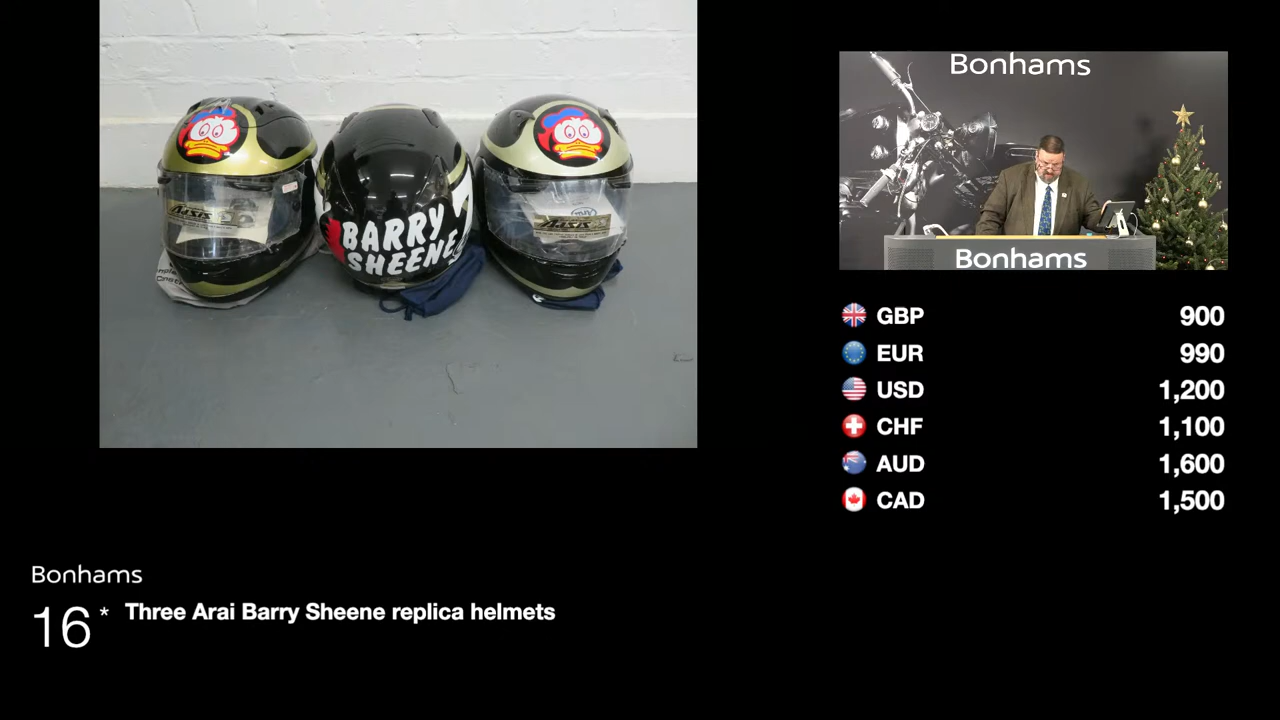 BARRY
SHEENE
Bonhams
Bonhams
GBP 900
EUR 990
USD 1,200
CHF 1,100
AUD 1,600
CAD 1,500
Bonhams
16 * Three Arai Barry Sheene replica helmets